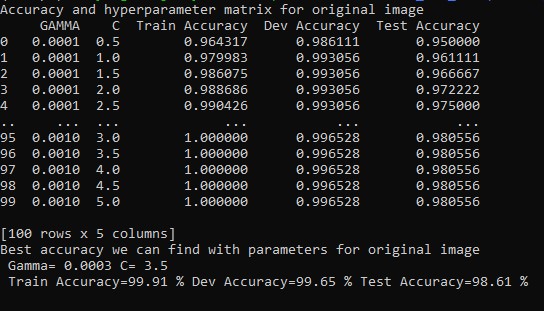 Accuracy and hyperparameter matrix for original image
GAMMA C Train Accuracy Dev Accuracy Test Accuracy
0 0.0001 0.5 0.964317 0.986111 0.950000
1 0.0001 1.0 0.979983 0.993056 0.961111
2 0.0001 1.5 0.986075 0.993056 0.966667
3 0.0001 2.0 0.988686 0.993056 0.972222
4 0.0001 2.5 0.990426 0.993056 0.975000
.. ... ... ... ... ...
95 0.0010 3.0 1.000000 0.996528 0.980556
96 0.0010 3.5 1.000000 0.996528 0.980556
97 0.0010 4.0 1.000000 0.996528 0.980556
98 0.0010 4.5 1.000000 0.996528 0.980556
99 0.0010 5.0 1.000000 0.996528 0.980556
[100 rows x 5 columns]
Best accuracy we can find with parameters for original image
Gamma= 0.0003 C= 3.5
Train Accuracy=99.91 % Dev Accuracy=99.65 % Test Accuracy=98.61 %